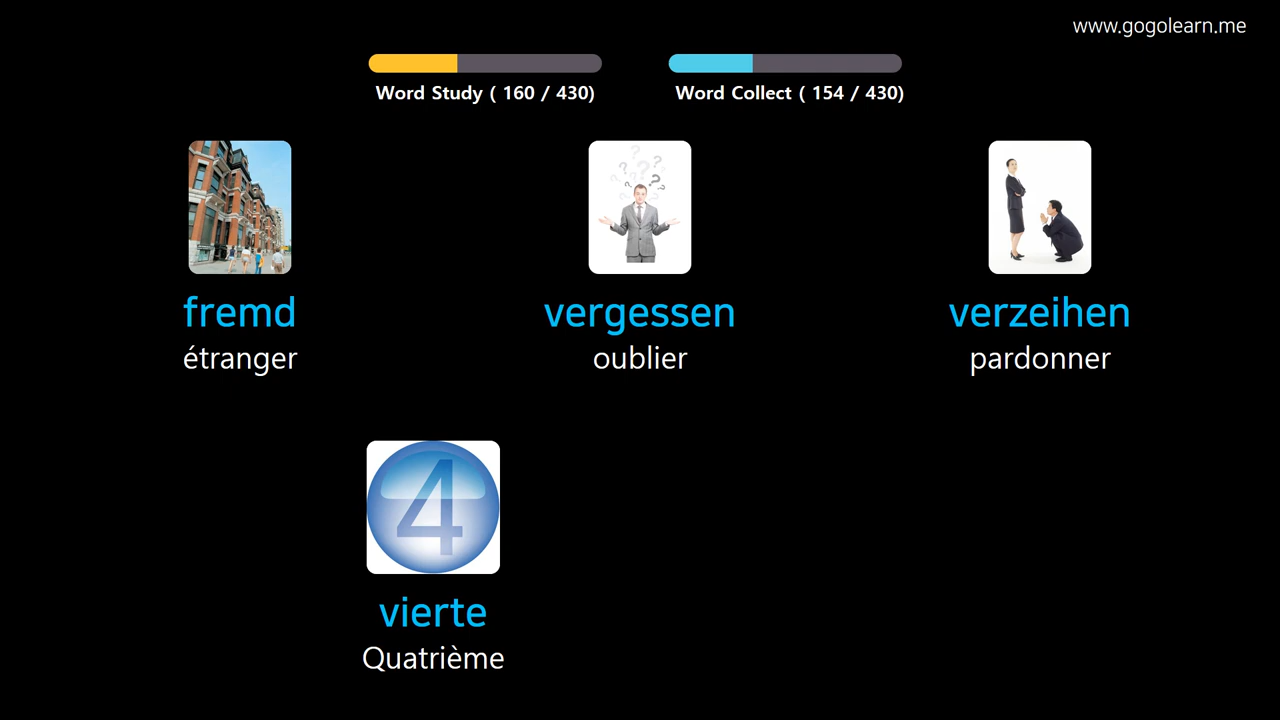 www.gogolearn.me
Word Study ( 160 / 430)
Word Collect ( 154 / 430)
fremd
étranger
vergessen
oublier
verzeihen
pardonner
4
vierte
Quatrième